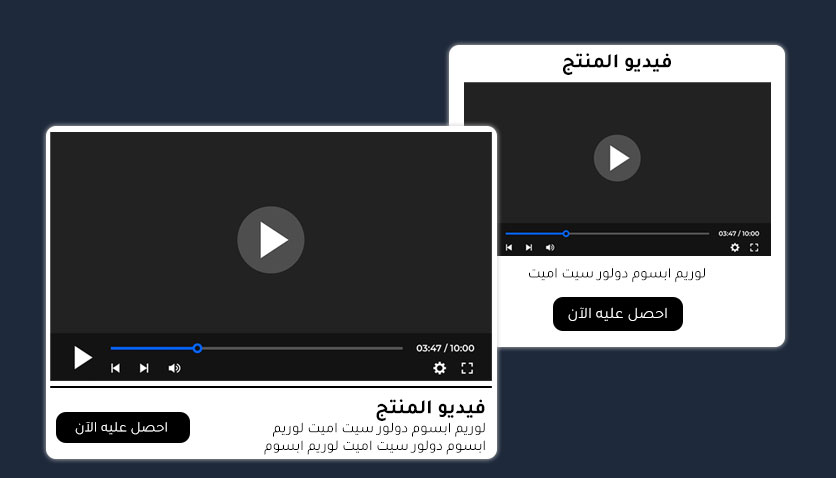 فيديو المنتج
03:47 / 10:00
لوريم ابسوم دولور سيت اميت
احصل عليه الآن
03:47 / 10:00
فيديو المنتج
لوريم ابسوم دولور سيت اميت لوريم
ابسوم دولور سيت اميت لوريم ابسوم
احصل عليه الآن